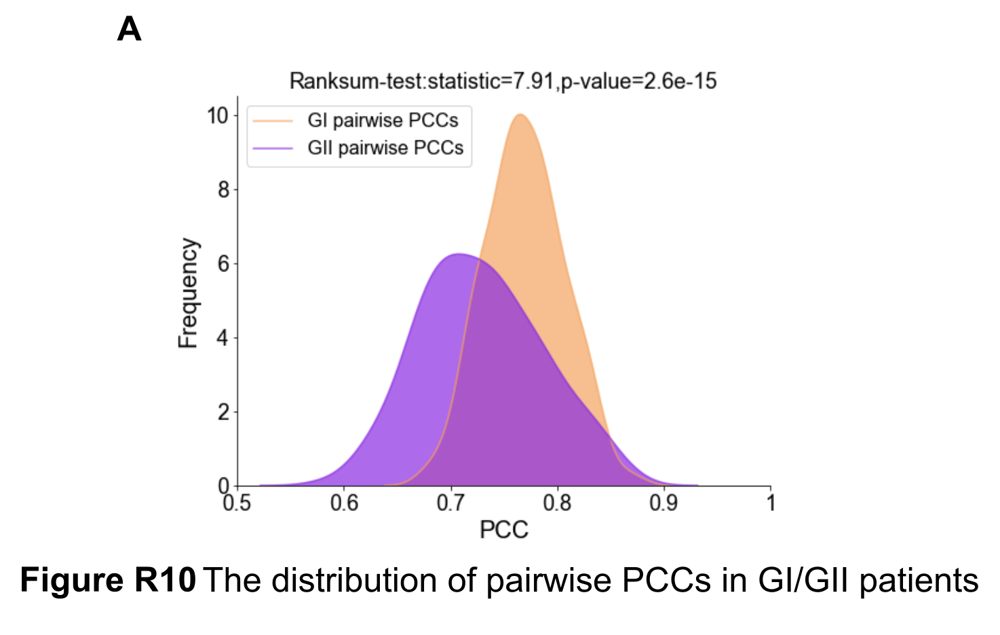 A
Ranksum-test:statistic=7.91,p-value=2.6e-15
GI pairwise PCCs
GII pairwise PCCs
10
8
6
4
2
0
Frequency
0.5 0.6 0.7 0.8 0.9 1
PCC
Figure R10 The distribution of pairwise PCCs in GI/GII patients